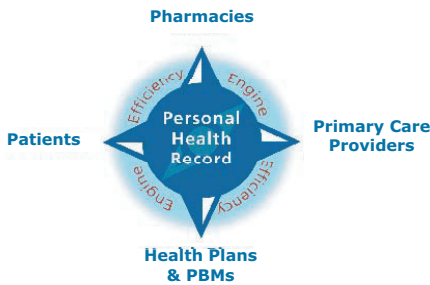 Pharmacies
Efficiency Engine
Patients
Personal
Health
Record
Primary Care
Providers
Engine Efficiency
Health Plans
& PBMs